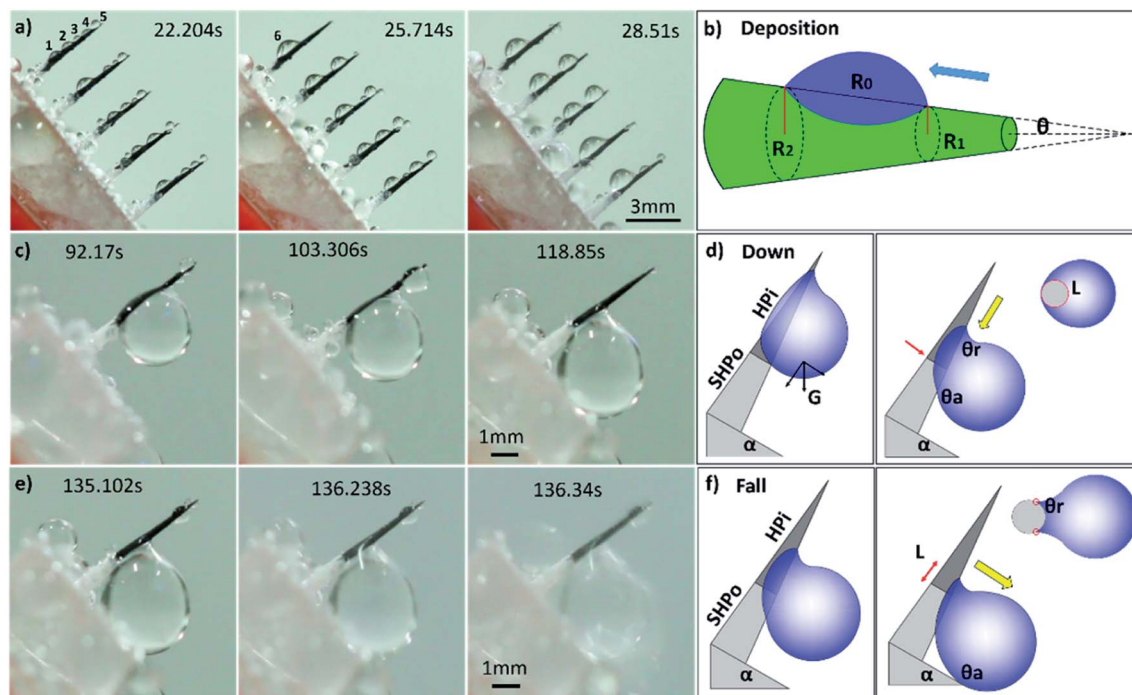 a)
1 2 3 4 5
22.204s
6
25.714s
28.51s
3mm
b) Deposition
R0
R2
R1
θ
c)
92.17s
103.306s
118.85s
1mm
d) Down
HPi
SHPo
G
α
L
θr
θa
α
e)
135.102s
136.238s
136.34s
1mm
f) Fall
HPi
SHPo
α
θr
L
θa
α